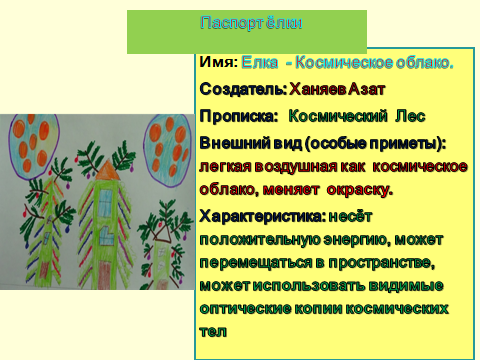 Паспорт ёлки
Имя: Елка - Космическое облако.
Создатель: Ханяев Азат
Прописка: Космический Лес
Внешний вид (особые приметы):
легкая воздушная как космическое
облако, меняет окраску.
Характеристика: несёт
положительную энергию, может
перемещаться в пространстве,
может использовать видимые
оптические копии космических
тел